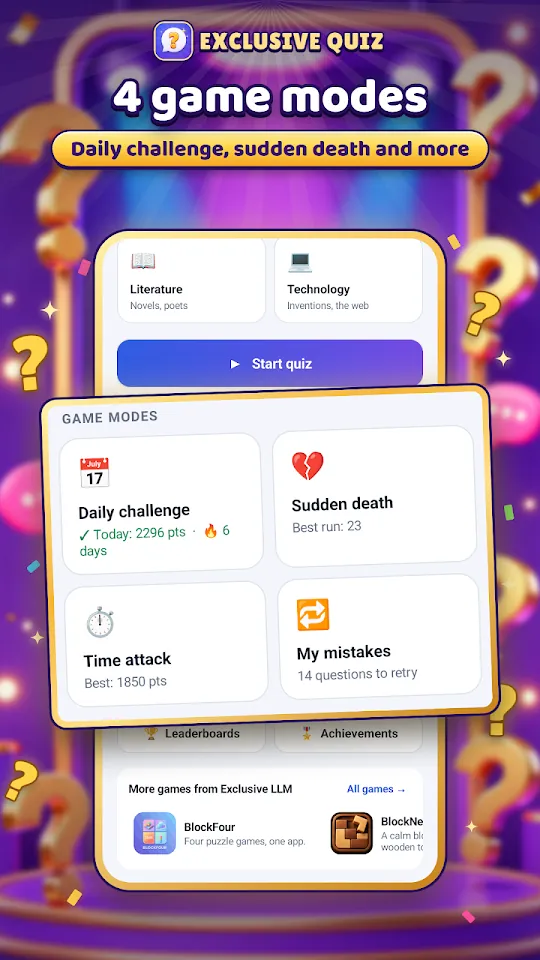 EXCLUSIVE QUIZ
4 game modes
Daily challenge, sudden death and more
Literature
Novels, poets
Technology
Inventions, the web
Start quiz
GAME MODES
July
17
Daily challenge
✓ Today: 2296 pts · 🔥 6
days
Sudden death
Best run: 23
Time attack
Best: 1850 pts
My mistakes
14 questions to retry
Leaderboards
Achievements
More games from Exclusive LLM
All games →
BlockFour
Four puzzle games, one app.
BLOCKFOUR
BlockNe
A calm blo
wooden to